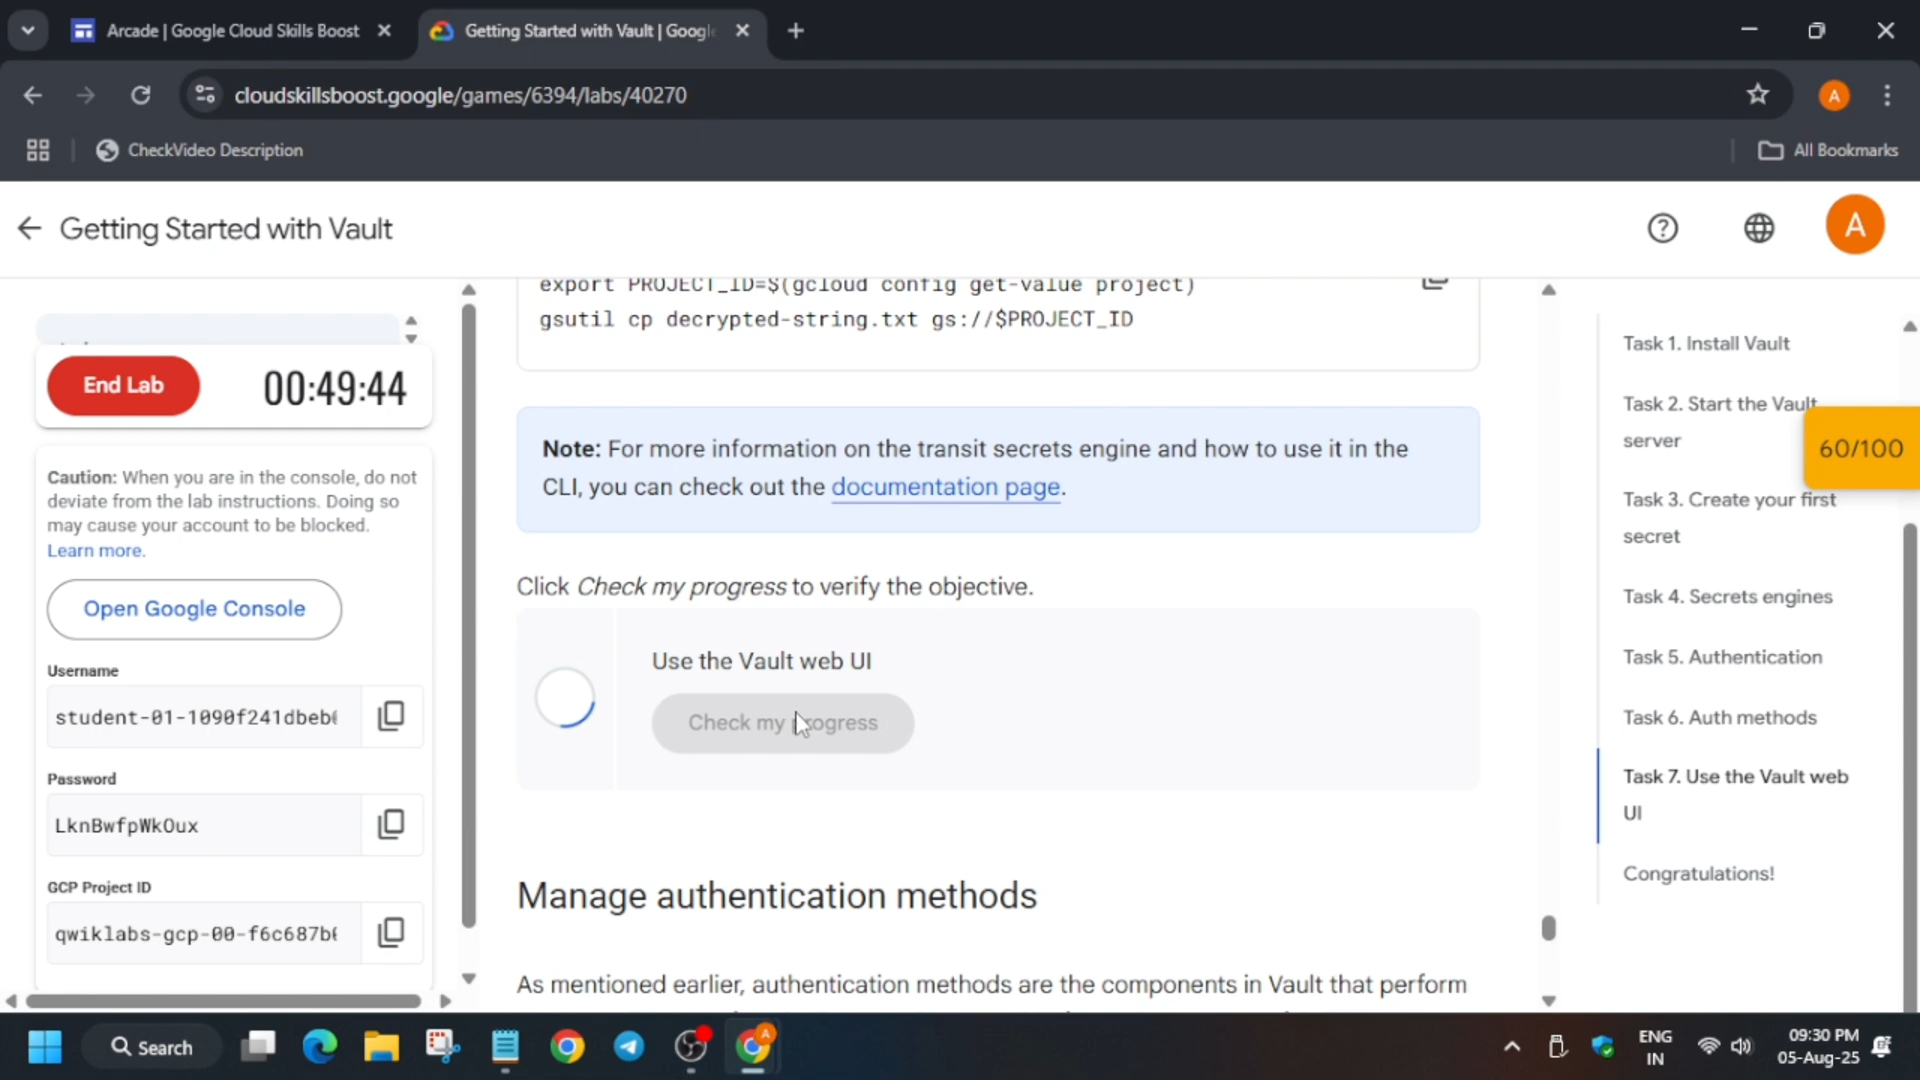 Arcade | Google Cloud Skills Boost
Getting Started with Vault | Googl
cloudskillsboost.google/games/6394/labs/40270
A
CheckVideo Description
All Bookmarks
Getting Started with Vault
A
End Lab
00:49:44
Caution: When you are in the console, do not
deviate from the lab instructions. Doing so
may cause your account to be blocked.
Learn more.
Open Google Console
Username
student-01-1090f241dbeb
Password
LknBwfpWkOux
GCP Project ID
qwiklabs-gcp-00-f6c687b
export PROJECT_ID=$(gcloud config get-value project)
gsutil cp decrypted-string.txt gs://$PROJECT_ID
Note: For more information on the transit secrets engine and how to use it in the
CLI, you can check out the documentation page.
Click Check my progress to verify the objective.
Use the Vault web UI
Check my progress
Manage authentication methods
As mentioned earlier, authentication methods are the components in Vault that perform
Task 1. Install Vault
Task 2. Start the Vault
server
60/100
Task 3. Create your first
secret
Task 4. Secrets engines
Task 5. Authentication
Task 6. Auth methods
Task 7. Use the Vault web
UI
Congratulations!
Search
A
ENG
IN
09:30 PM
05-Aug-25